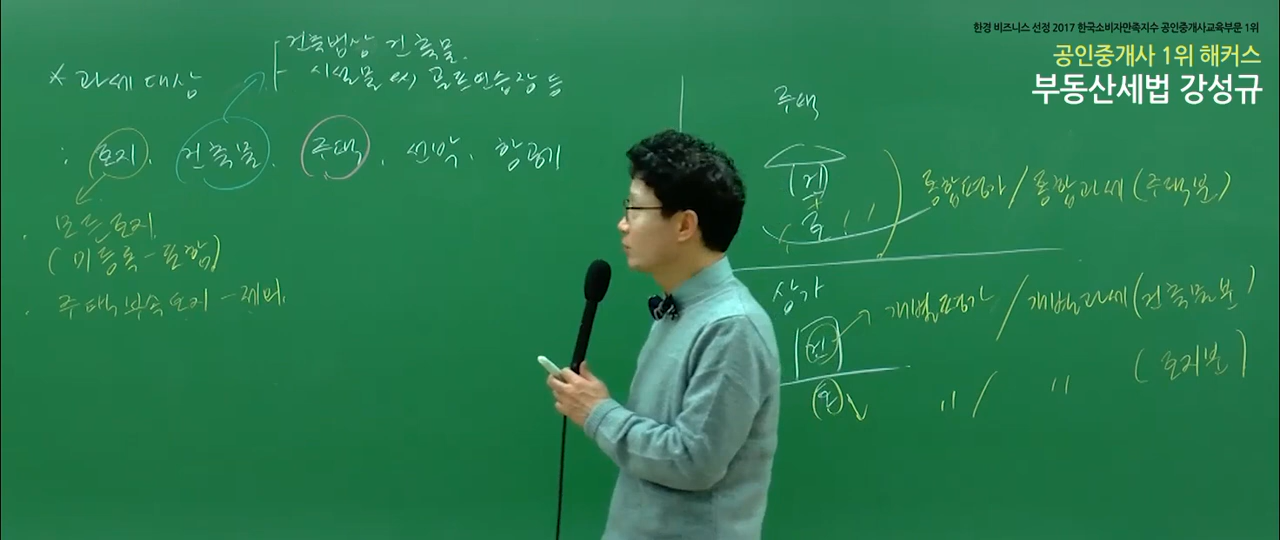 한경 비즈니스 선정 2017 한국소비자만족지수 공인중개사교육부문 1위
공인중개사 1위 해커스
부동산세법 강성규
건축법상 건축물.
* 과세대상
- 시설물 ex 골프연습장 등
: 토지, 건축물, 주택, 선박, 항공기
. 모든토지
(미등록-포함)
. 주택부속토지 - 제외.
주택
건
토
통합평가 / 통합과세 (주택분)
상가
건
개별평가 / 개별과세 (건축물분)
토
" / " (토지분)